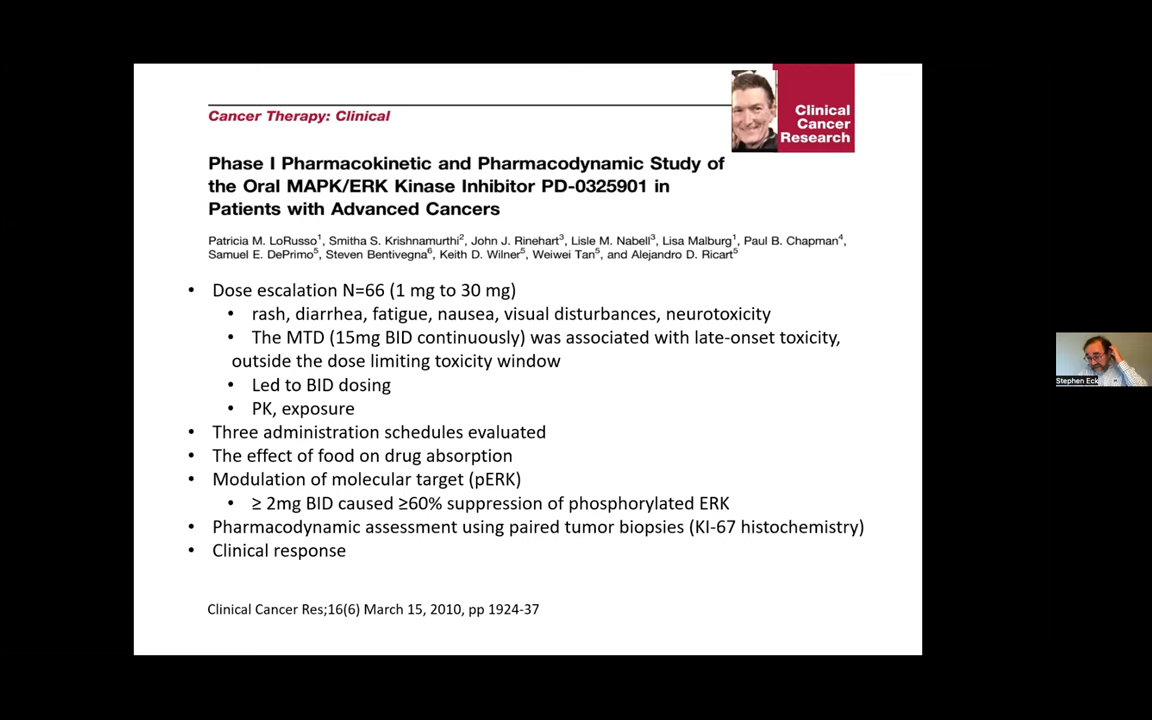 Cancer Therapy: Clinical
Clinical
Cancer
Research
Phase I Pharmacokinetic and Pharmacodynamic Study of
the Oral MAPK/ERK Kinase Inhibitor PD-0325901 in
Patients with Advanced Cancers
Patricia M. LoRusso1, Smitha S. Krishnamurthi2, John J. Rinehart3, Lisle M. Nabell3, Lisa Malburg1, Paul B. Chapman4,
Samuel E. DePrimo5, Steven Bentivegna6, Keith D. Wilner5, Weiwei Tan5, and Alejandro D. Ricart5
• Dose escalation N=66 (1 mg to 30 mg)
• rash, diarrhea, fatigue, nausea, visual disturbances, neurotoxicity
• The MTD (15mg BID continuously) was associated with late-onset toxicity,
outside the dose limiting toxicity window
• Led to BID dosing
• PK, exposure
• Three administration schedules evaluated
• The effect of food on drug absorption
• Modulation of molecular target (pERK)
• ≥ 2mg BID caused ≥60% suppression of phosphorylated ERK
• Pharmacodynamic assessment using paired tumor biopsies (KI-67 histochemistry)
• Clinical response
Clinical Cancer Res;16(6) March 15, 2010, pp 1924-37
Stephen Eck